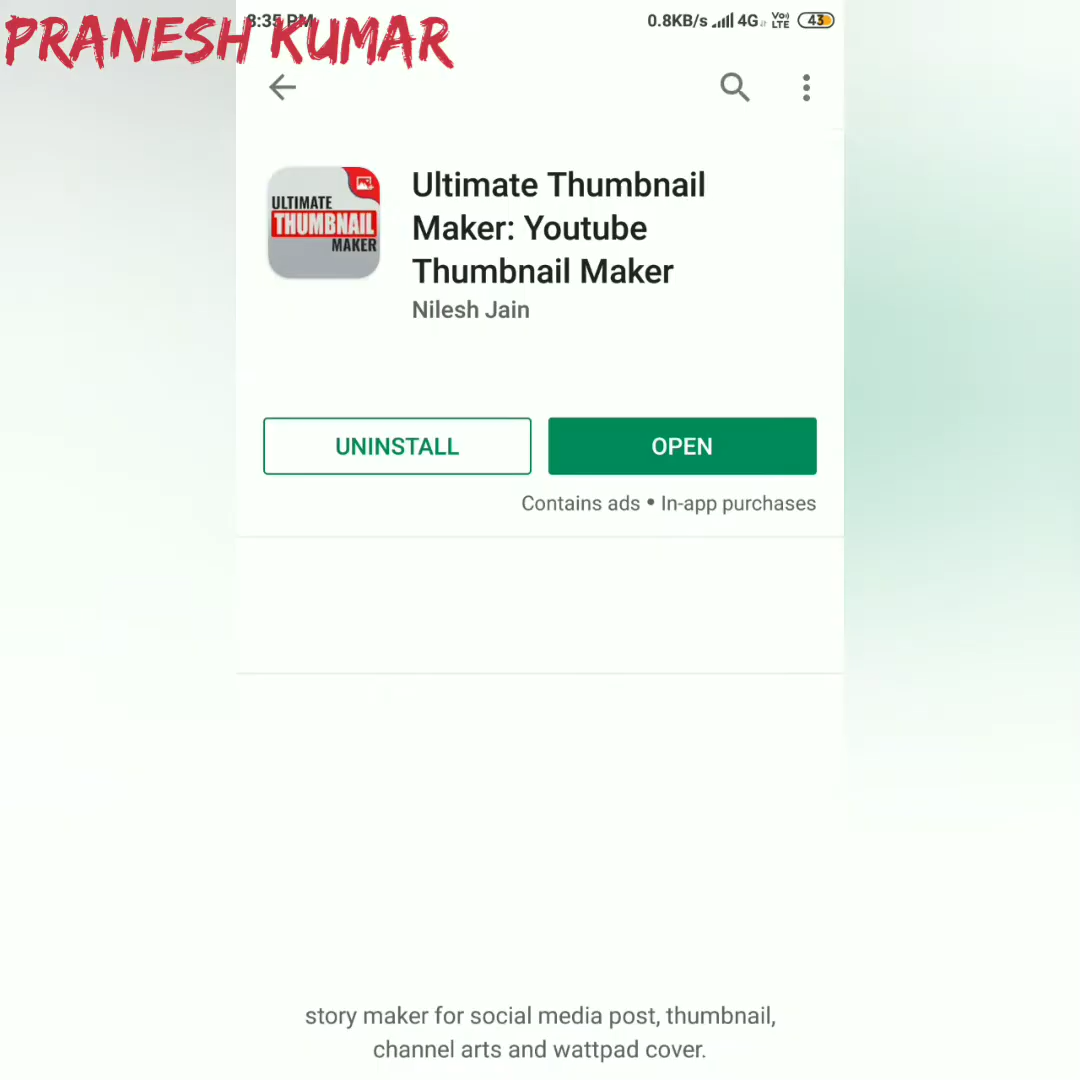 PRANESH KUMAR
8:35 PM 0.8KB/s 4G VoLTE 43
ULTIMATE
THUMBNAIL
MAKER
Ultimate Thumbnail
Maker: Youtube
Thumbnail Maker
Nilesh Jain
UNINSTALL OPEN
Contains ads • In-app purchases
story maker for social media post, thumbnail,
channel arts and wattpad cover.